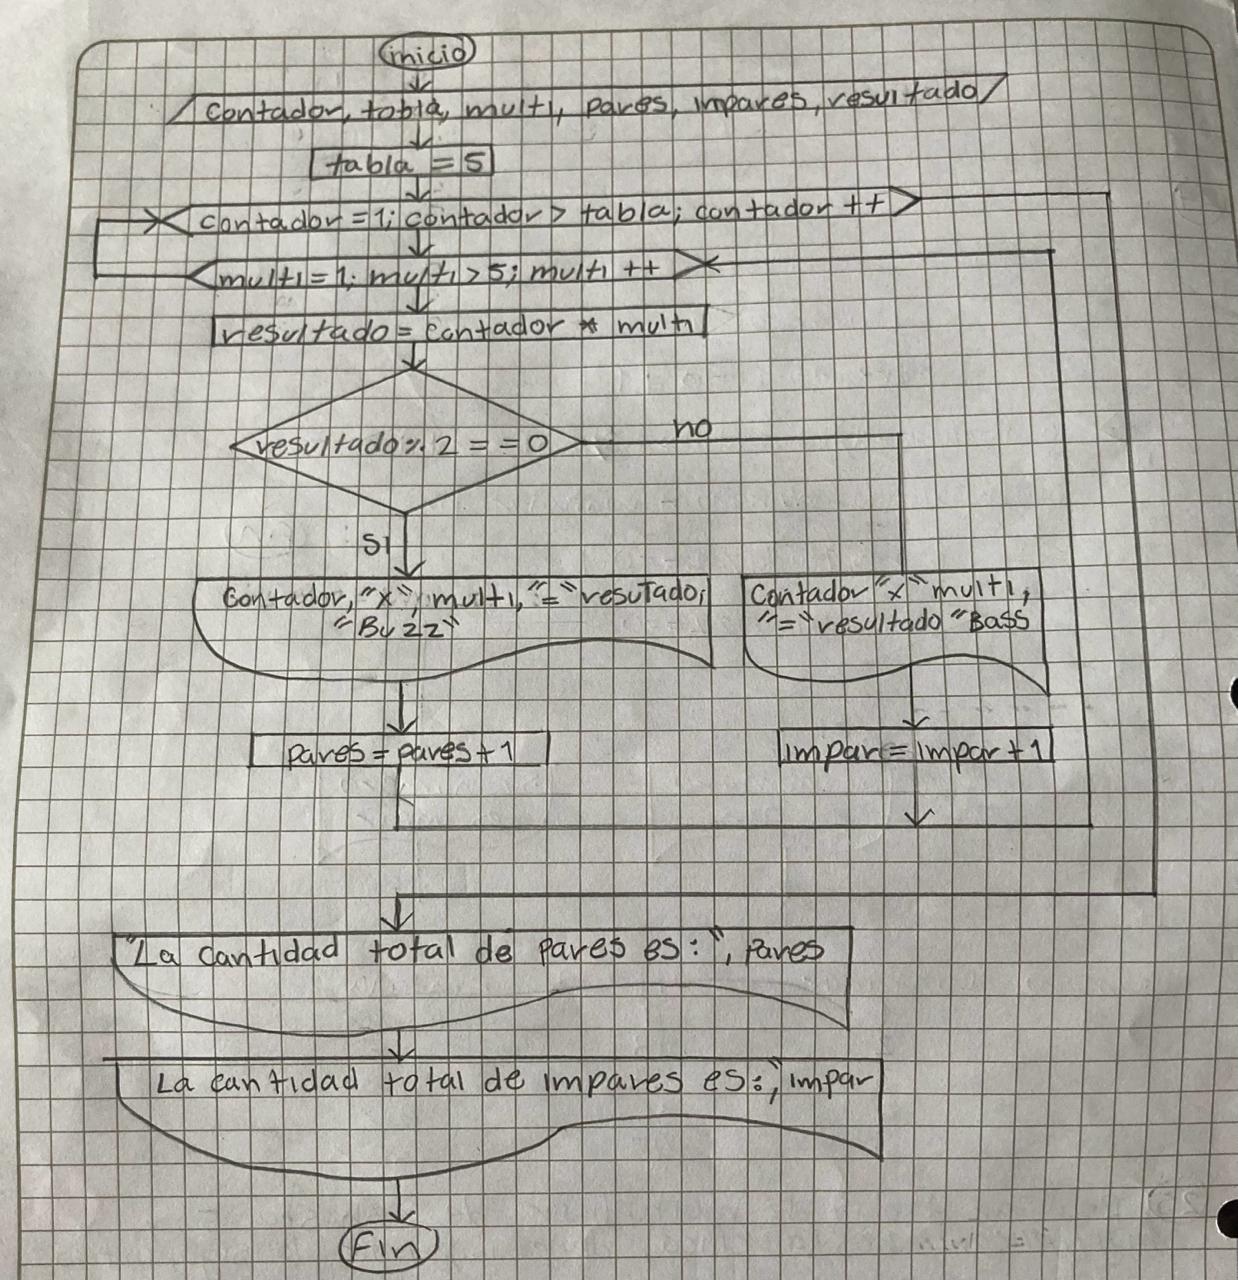 inicio
contador, tobla, multi, pares, impares, resultado
tabla = 5
contador = 1; contador > tabla; contador ++
multi = 1; multi > 5; multi ++
resultado = contador * multi
resultado % 2 = = 0
no
si
contador, "x", multi, "=" resuTado,
"Buzz"
contador "x" multi,
"=" resultado "Bass
pares = pares + 1
impar = impar + 1
"La cantidad total de pares es: ", Pares
La cantidad total de impares es:", impar
Fin